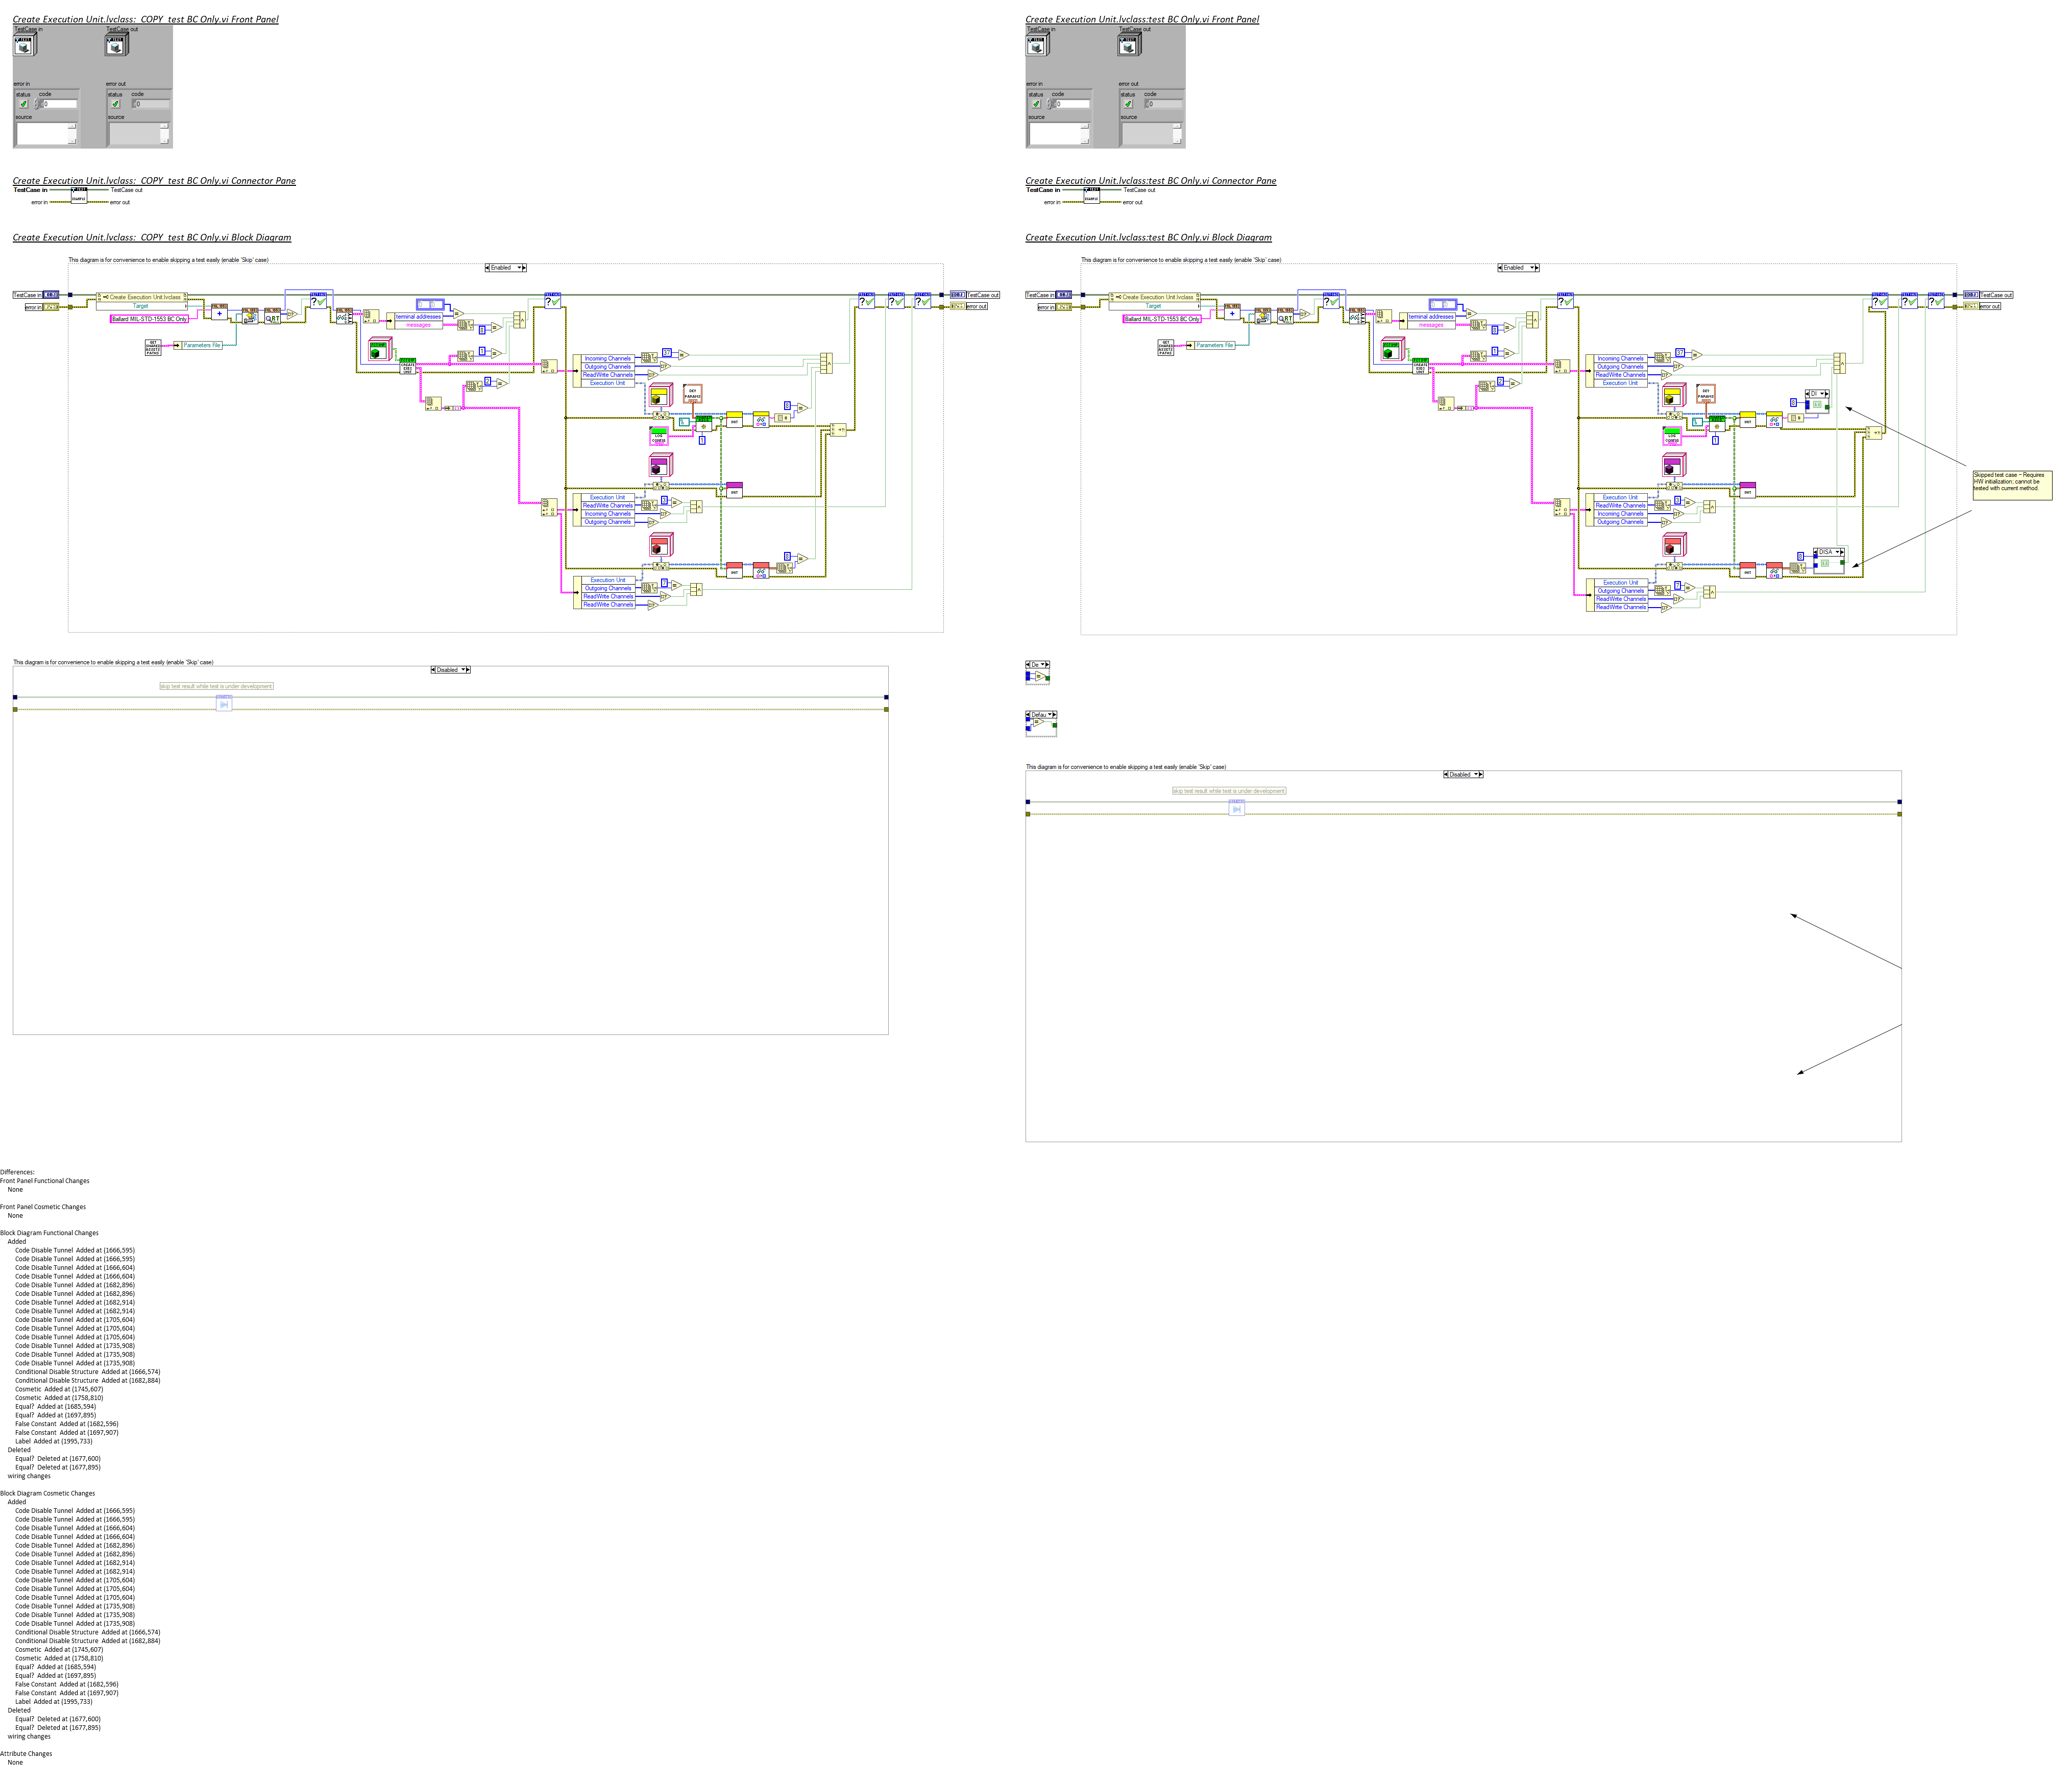 Create Execution Unit.lvclass:_COPY_test BC Only.vi Front Panel
TestCase in
TestCase out
error in
error out
status
code
0
status
code
0
source
source
Create Execution Unit.lvclass:_COPY_test BC Only.vi Connector Pane
TestCase in
TestCase out
error in
error out
Create Execution Unit.lvclass:_COPY_test BC Only.vi Block Diagram
This diagram is for convenience to enable skipping a test easily (enable 'Skip' case)
Enabled
TestCase in
Create Execution Unit.lvclass
TestCase out
error in
Target
error out
Ballard MIL-STD-1553 BC Only
terminal addresses
messages
Parameters File
Incoming Channels
37
Outgoing Channels
ReadWrite Channels
Execution Unit
INIT
INIT
Execution Unit
ReadWrite Channels
3
Incoming Channels
Outgoing Channels
INIT
Execution Unit
7
Outgoing Channels
ReadWrite Channels
ReadWrite Channels
This diagram is for convenience to enable skipping a test easily (enable 'Skip' case)
Disabled
skip test result while test is under development
Create Execution Unit.lvclass:test BC Only.vi Front Panel
TestCase in
TestCase out
error in
error out
status
code
0
status
code
0
source
source
Create Execution Unit.lvclass:test BC Only.vi Connector Pane
TestCase in
TestCase out
error in
error out
Create Execution Unit.lvclass:test BC Only.vi Block Diagram
This diagram is for convenience to enable skipping a test easily (enable 'Skip' case)
Enabled
TestCase in
Create Execution Unit.lvclass
TestCase out
error in
Target
error out
Ballard MIL-STD-1553 BC Only
terminal addresses
messages
Parameters File
Incoming Channels
37
Outgoing Channels
ReadWrite Channels
Execution Unit
DI
INIT
Skipped test case - Requires
HW initialization; cannot be
tested with current method.
INIT
Execution Unit
ReadWrite Channels
3
Incoming Channels
Outgoing Channels
DISA
INIT
Execution Unit
7
Outgoing Channels
ReadWrite Channels
ReadWrite Channels
De
Defau
This diagram is for convenience to enable skipping a test easily (enable 'Skip' case)
Disabled
skip test result while test is under development
Differences:
Front Panel Functional Changes
None
Front Panel Cosmetic Changes
None
Block Diagram Functional Changes
Added
Code Disable Tunnel  Added at (1666,595)
Code Disable Tunnel  Added at (1666,595)
Code Disable Tunnel  Added at (1666,604)
Code Disable Tunnel  Added at (1666,604)
Code Disable Tunnel  Added at (1682,896)
Code Disable Tunnel  Added at (1682,896)
Code Disable Tunnel  Added at (1682,914)
Code Disable Tunnel  Added at (1682,914)
Code Disable Tunnel  Added at (1705,604)
Code Disable Tunnel  Added at (1705,604)
Code Disable Tunnel  Added at (1705,604)
Code Disable Tunnel  Added at (1735,908)
Code Disable Tunnel  Added at (1735,908)
Code Disable Tunnel  Added at (1735,908)
Conditional Disable Structure  Added at (1666,574)
Conditional Disable Structure  Added at (1682,884)
Cosmetic  Added at (1745,607)
Cosmetic  Added at (1758,810)
Equal?  Added at (1685,594)
Equal?  Added at (1697,895)
False Constant  Added at (1682,596)
False Constant  Added at (1697,907)
Label  Added at (1995,733)
Deleted
Equal?  Deleted at (1677,600)
Equal?  Deleted at (1677,895)
wiring changes
Block Diagram Cosmetic Changes
Added
Code Disable Tunnel  Added at (1666,595)
Code Disable Tunnel  Added at (1666,595)
Code Disable Tunnel  Added at (1666,604)
Code Disable Tunnel  Added at (1666,604)
Code Disable Tunnel  Added at (1682,896)
Code Disable Tunnel  Added at (1682,896)
Code Disable Tunnel  Added at (1682,914)
Code Disable Tunnel  Added at (1682,914)
Code Disable Tunnel  Added at (1705,604)
Code Disable Tunnel  Added at (1705,604)
Code Disable Tunnel  Added at (1705,604)
Code Disable Tunnel  Added at (1735,908)
Code Disable Tunnel  Added at (1735,908)
Code Disable Tunnel  Added at (1735,908)
Conditional Disable Structure  Added at (1666,574)
Conditional Disable Structure  Added at (1682,884)
Cosmetic  Added at (1745,607)
Cosmetic  Added at (1758,810)
Equal?  Added at (1685,594)
Equal?  Added at (1697,895)
False Constant  Added at (1682,596)
False Constant  Added at (1697,907)
Label  Added at (1995,733)
Deleted
Equal?  Deleted at (1677,600)
Equal?  Deleted at (1677,895)
wiring changes
Attribute Changes
None